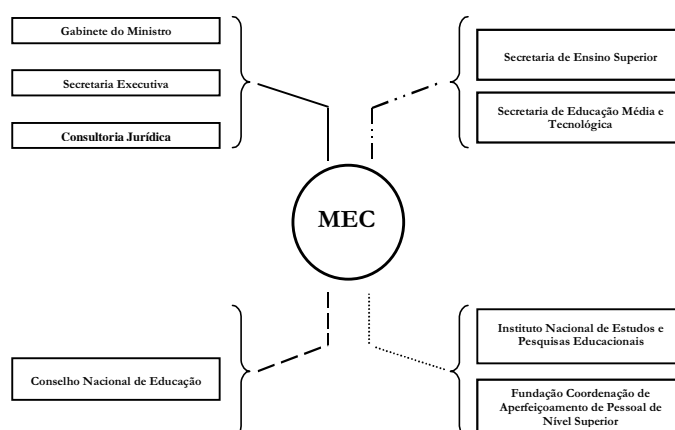 Gabinete do Ministro
Secretaria Executiva
Consultoria Jurídica
Secretaria de Ensino Superior
Secretaria de Educação Média e
Tecnológica
MEC
Conselho Nacional de Educação
Instituto Nacional de Estudos e
Pesquisas Educacionais
Fundação Coordenação de
Aperfeiçoamento de Pessoal de
Nível Superior